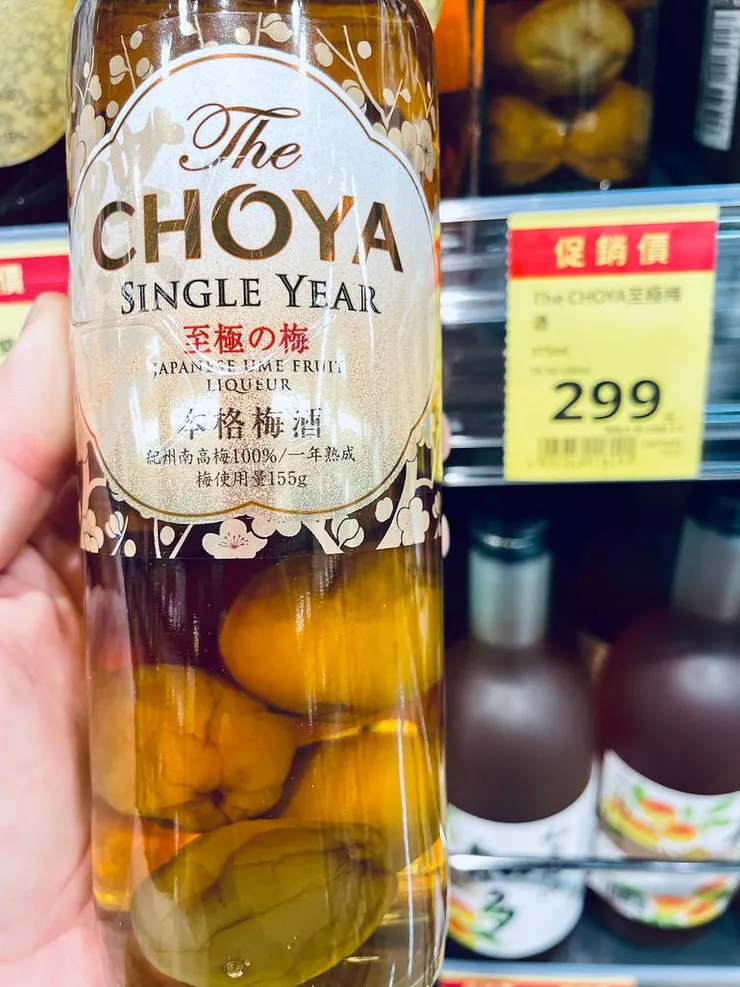 The
CHOYA
SINGLE YEAR
至極の梅
JAPANESE UME FRUIT
LIQUEUR
本格梅酒
紀州南高梅100%/一年熟成
梅使用量155g
價
促銷價
The CHOYA至極梅
酒
299